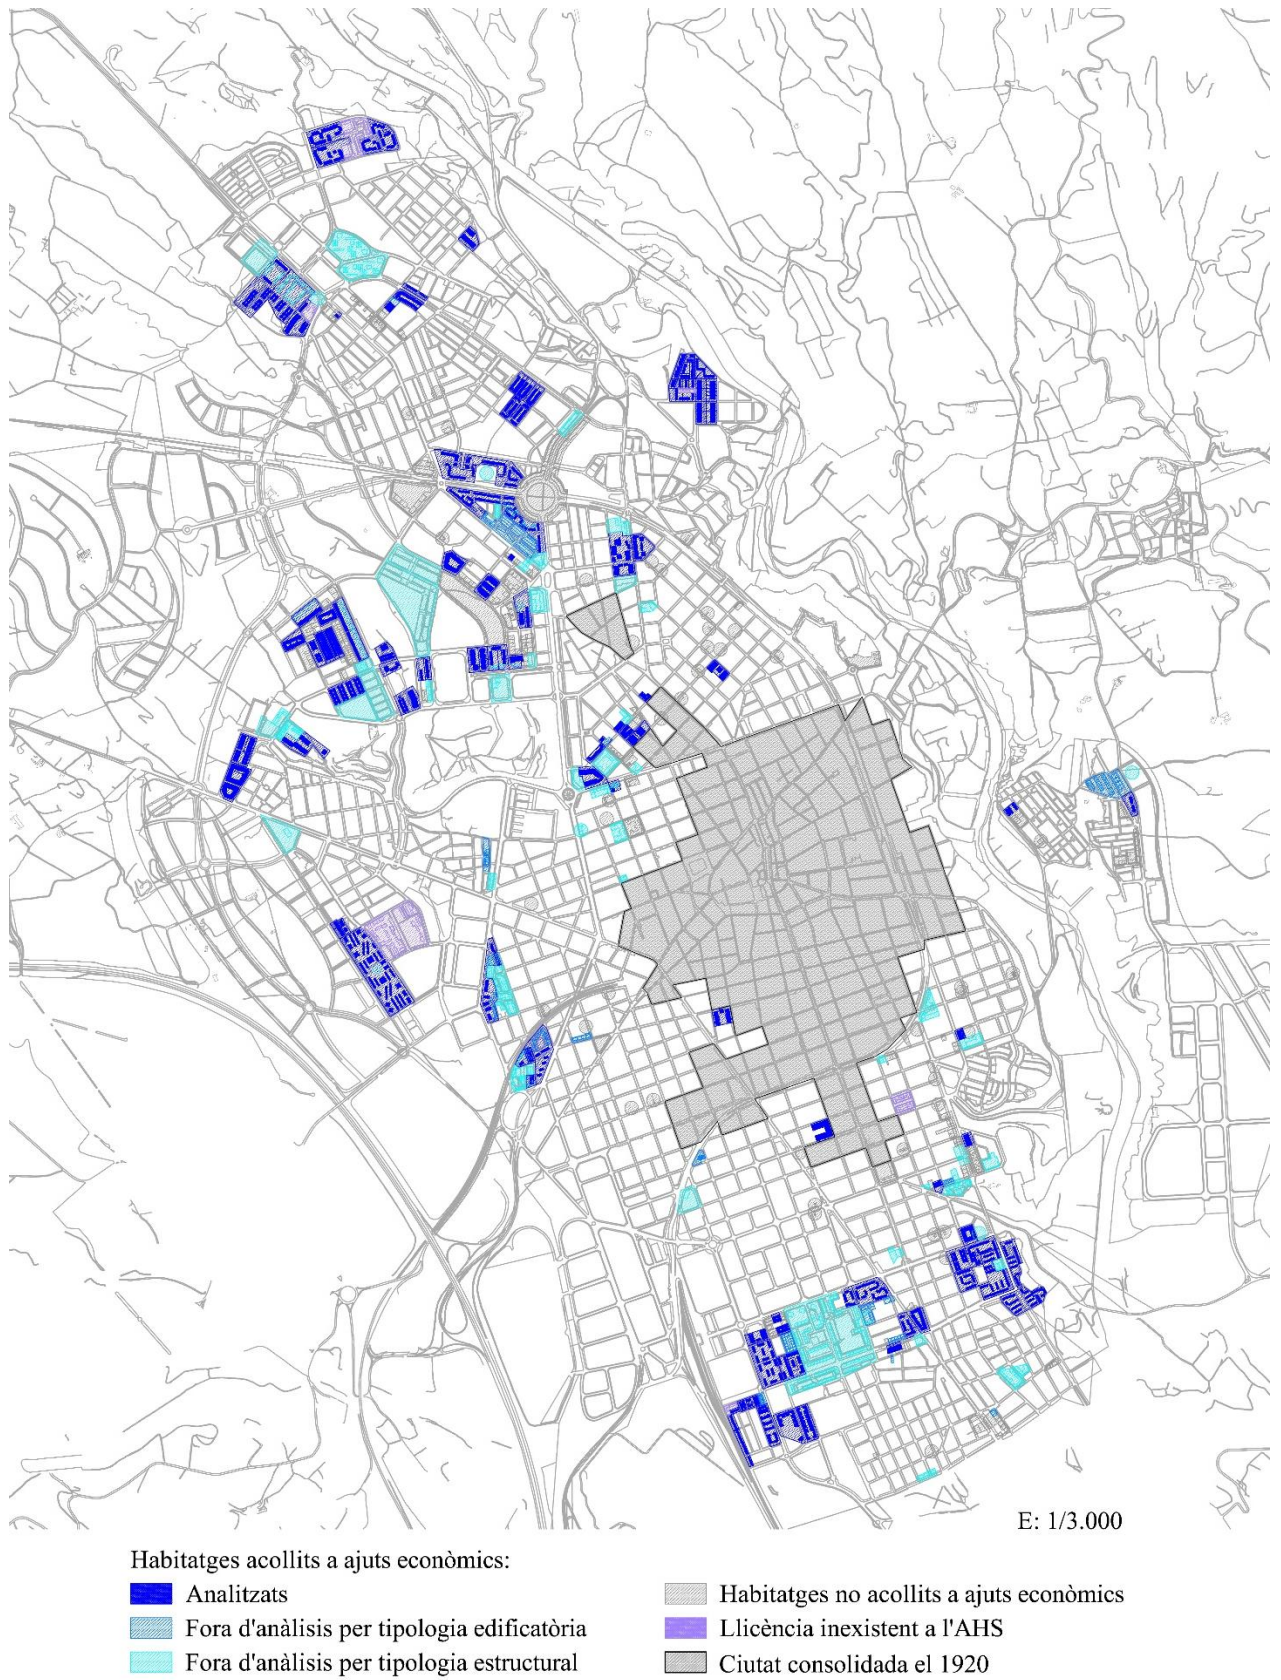 E: 1/3.000
Habitatges acollits a ajuts econòmics:
Analitzats
Fora d'anàlisis per tipologia edificatòria
Fora d'anàlisis per tipologia estructural
Habitatges no acollits a ajuts econòmics
Llicència inexistent a l'AHS
Ciutat consolidada el 1920